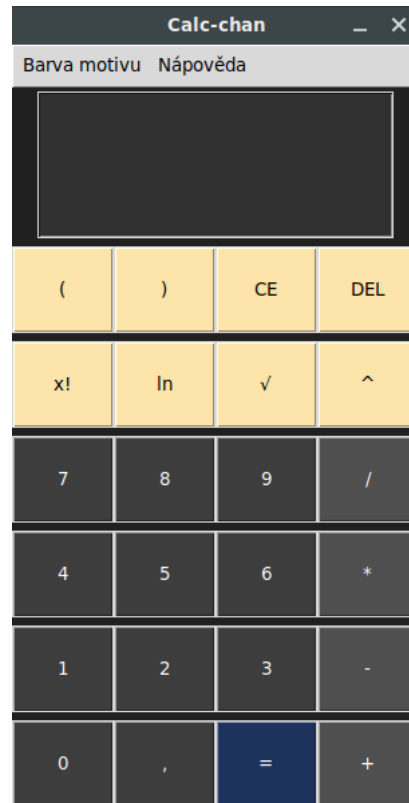 Calc-chan
Barva motivu Nápověda
( ) CE DEL
x! ln √ ^
7 8 9 /
4 5 6 *
1 2 3 -
0 , = +